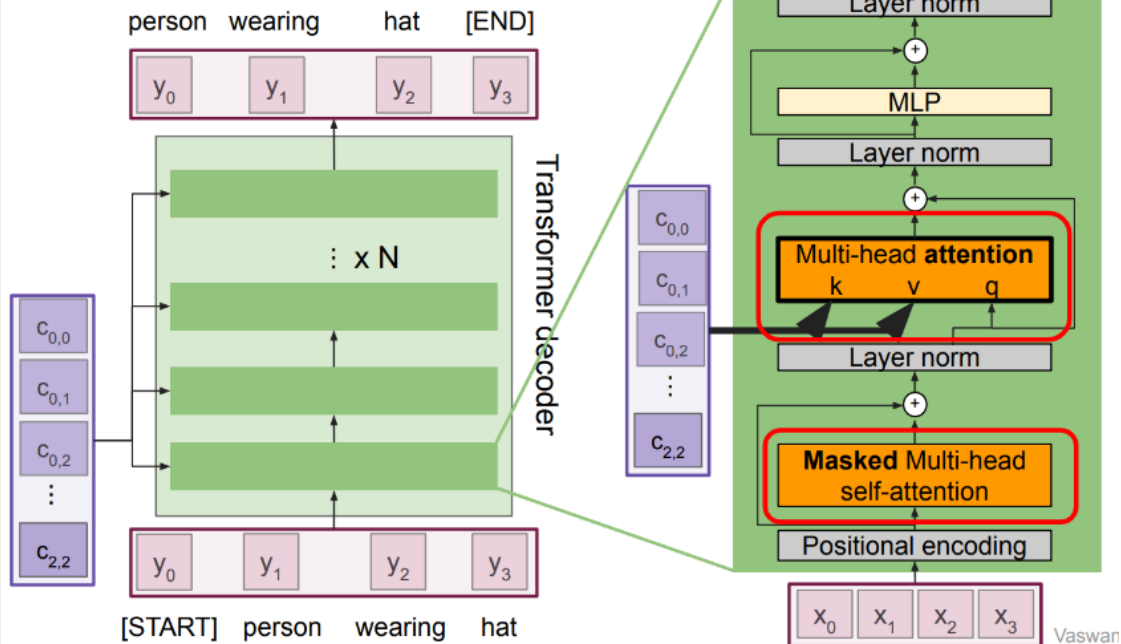 person wearing hat [END]
y0 y1 y2 y3
x N
Transformer decoder
c0,0
c0,1
c0,2
c2,2
y0 y1 y2 y3
[START] person wearing hat
Layer norm
+
MLP
Layer norm
+
Multi-head attention
k v q
Layer norm
+
Masked Multi-head
self-attention
Positional encoding
c0,0
c0,1
c0,2
c2,2
x0 x1 x2 x3
Vaswan